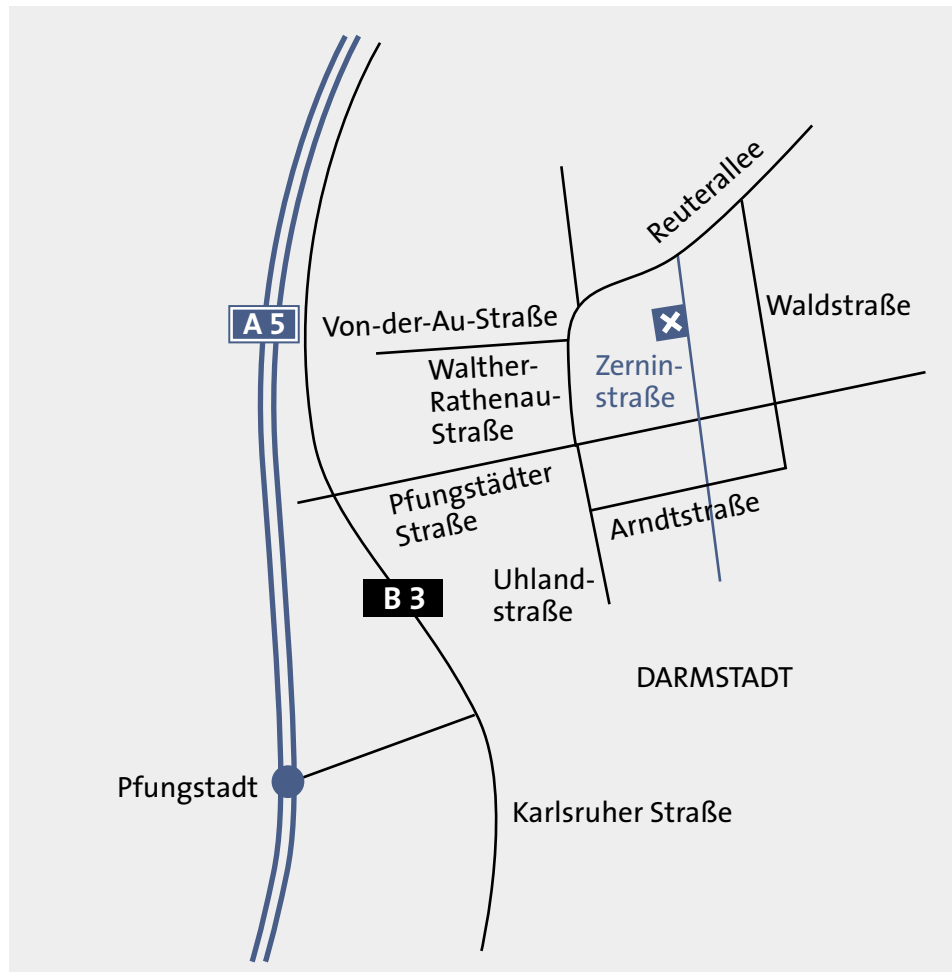 Reuterallee
A 5
Von-der-Au-Straße
Waldstraße
Walther-
Rathenau-
Straße
Zernin-
straße
Pfungstädter
Straße
Arndtstraße
B 3
Uhland-
straße
DARMSTADT
Pfungstadt
Karlsruher Straße